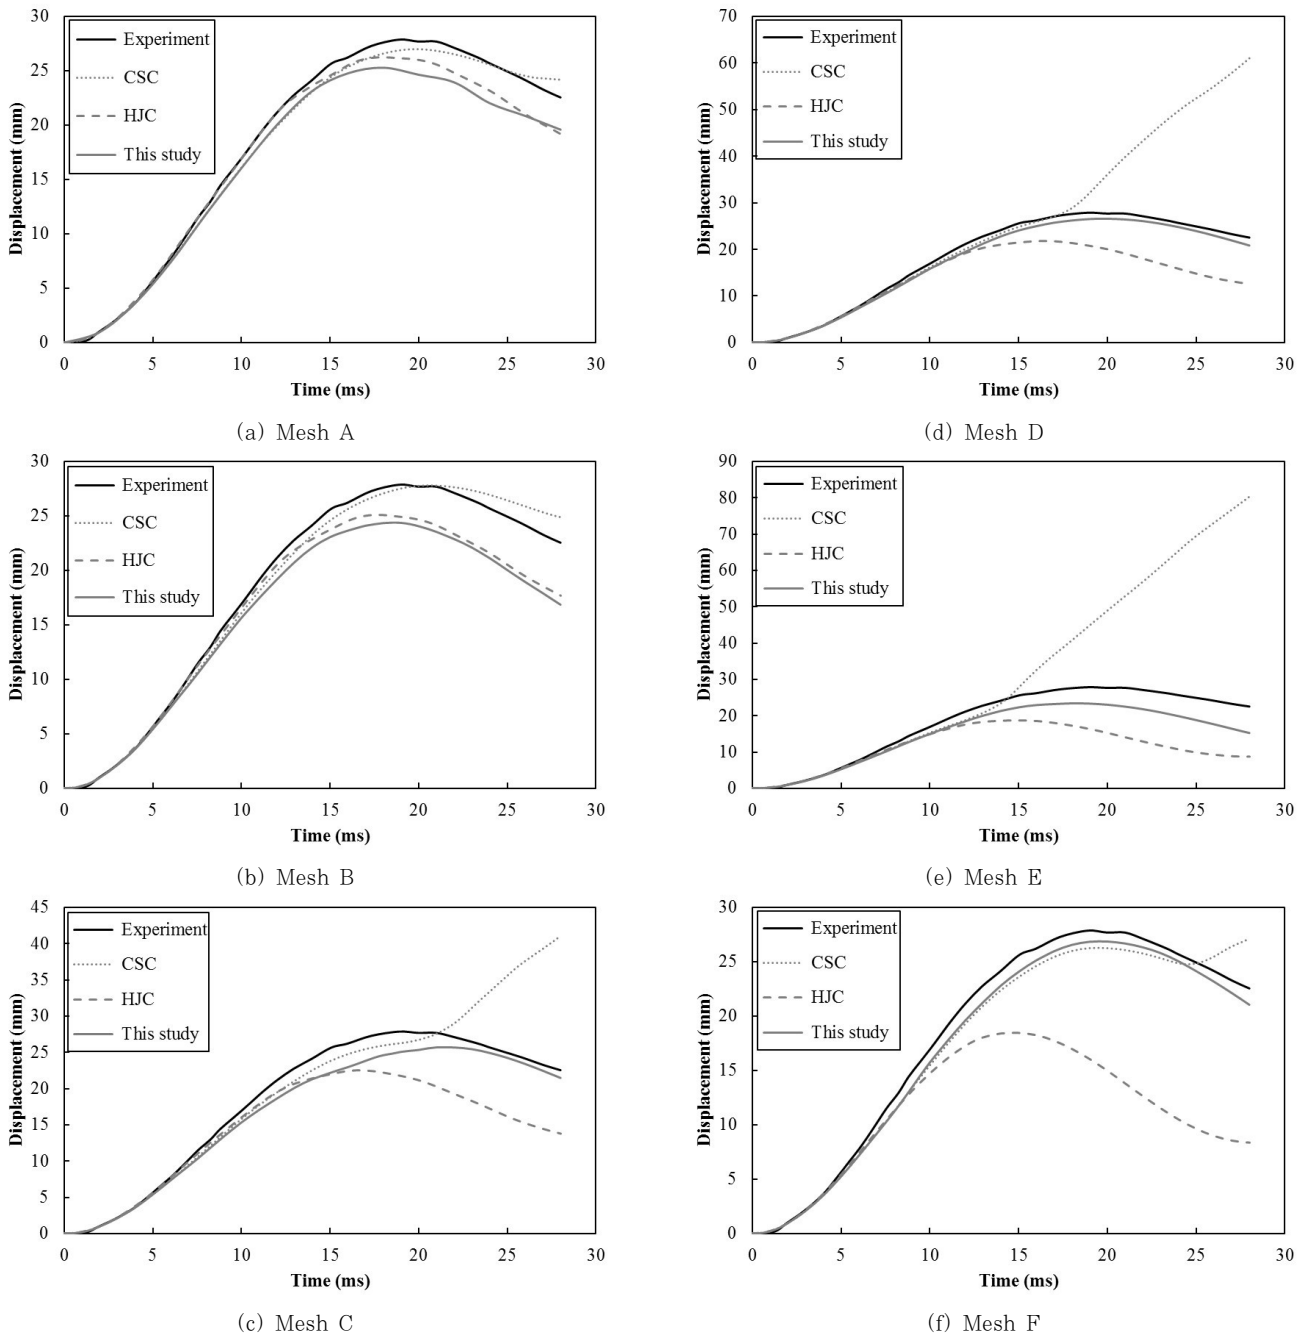 30
25
20
15
10
5
0
Displacement (mm)
Experiment
CSC
HJC
This study
0 5 10 15 20 25 30
Time (ms)
(a) Mesh A
70
60
50
40
30
20
10
0
Displacement (mm)
Experiment
CSC
HJC
This study
0 5 10 15 20 25 30
Time (ms)
(d) Mesh D
30
25
20
15
10
5
0
Displacement (mm)
Experiment
CSC
HJC
This study
0 5 10 15 20 25 30
Time (ms)
(b) Mesh B
90
80
70
60
50
40
30
20
10
0
Displacement (mm)
Experiment
CSC
HJC
This study
0 5 10 15 20 25 30
Time (ms)
(e) Mesh E
45
40
35
30
25
20
15
10
5
0
Displacement (mm)
Experiment
CSC
HJC
This study
0 5 10 15 20 25 30
Time (ms)
(c) Mesh C
30
25
20
15
10
5
0
Displacement (mm)
Experiment
CSC
HJC
This study
0 5 10 15 20 25 30
Time (ms)
(f) Mesh F